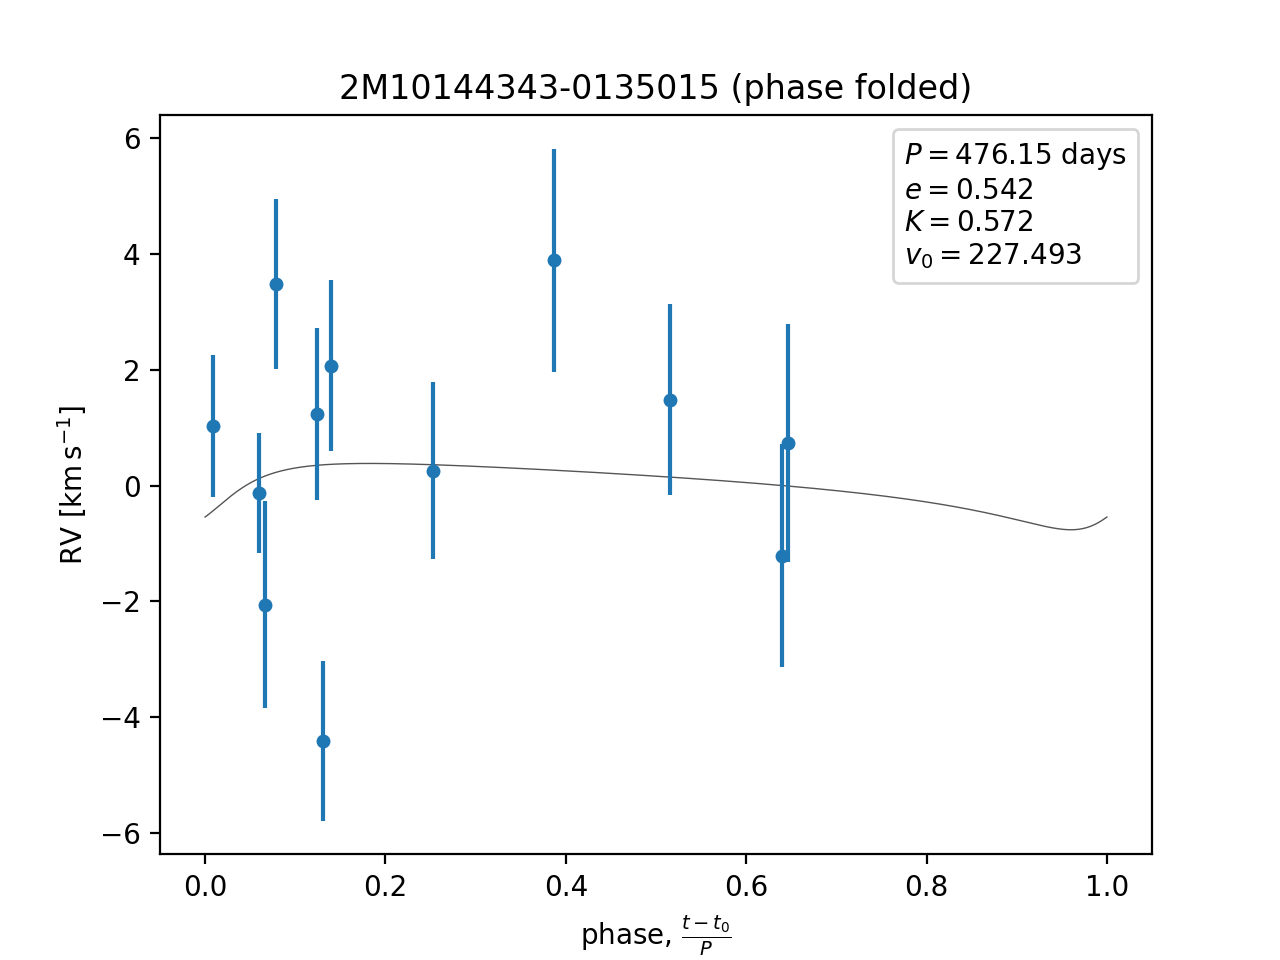 2M10144343-0135015 (phase folded)
P = 476.15 days
e = 0.542
K = 0.572
v₀ = 227.493
6
4
2
0
−2
−4
−6
RV [km s⁻¹]
0.0 0.2 0.4 0.6 0.8 1.0
phase, (t − t₀)/P